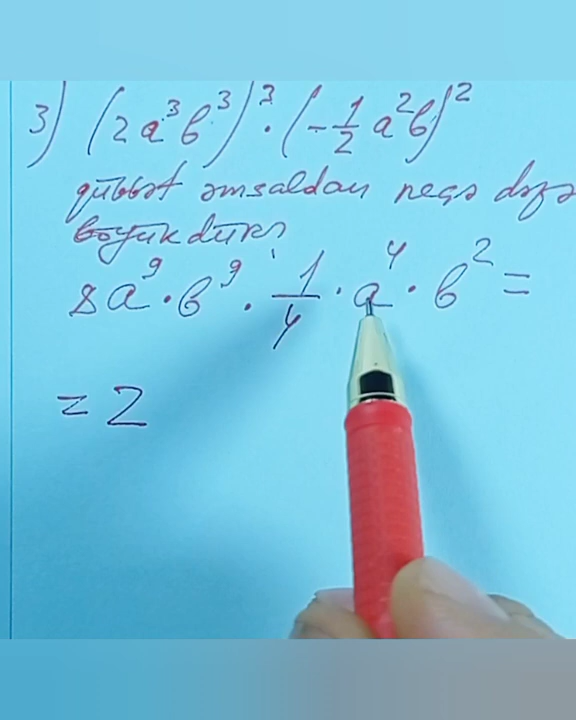 3) (2a³b³)³·(-1/2 a²b)²
qüvvət əmsaldan neçə dəfə
böyükdür?
8a⁹·b⁹·1/4·a⁴·b²=
=2